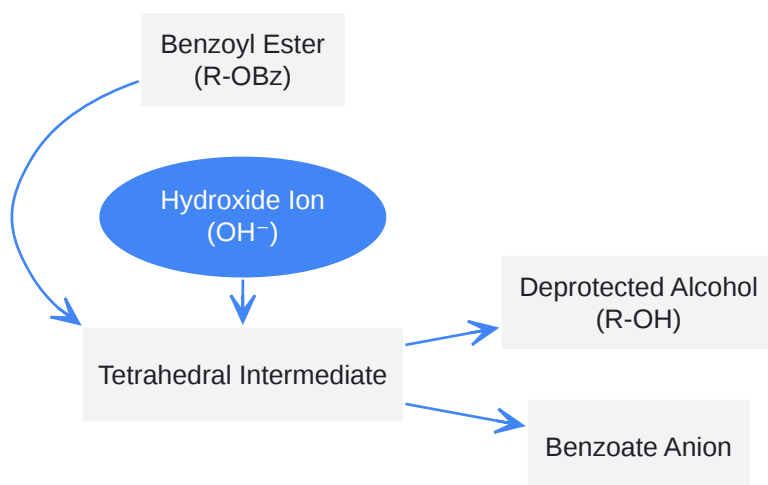 Benzoyl Ester
(R-OBz)
Hydroxide Ion
(OH⁻)
Deprotected Alcohol
(R-OH)
Tetrahedral Intermediate
Benzoate Anion